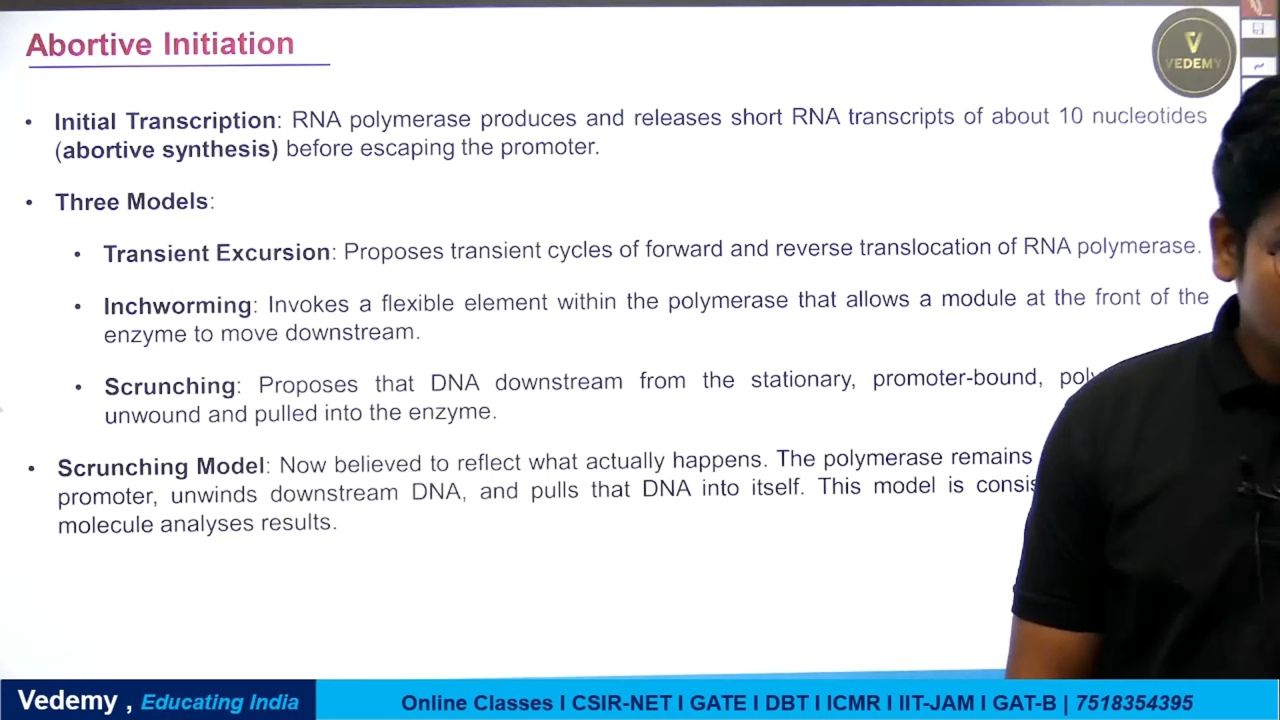 Abortive Initiation
VEDEMY
• Initial Transcription: RNA polymerase produces and releases short RNA transcripts of about 10 nucleotides
(abortive synthesis) before escaping the promoter.
• Three Models:
• Transient Excursion: Proposes transient cycles of forward and reverse translocation of RNA polymerase.
• Inchworming: Invokes a flexible element within the polymerase that allows a module at the front of the
enzyme to move downstream.
• Scrunching: Proposes that DNA downstream from the stationary, promoter-bound,
unwound and pulled into the enzyme.
• Scrunching Model: Now believed to reflect what actually happens. The polymerase remains
promoter, unwinds downstream DNA, and pulls that DNA into itself. This model is
molecule analyses results.
Vedemy , Educating India
Online Classes I CSIR-NET I GATE I DBT I ICMR I IIT-JAM I GAT-B | 7518354395